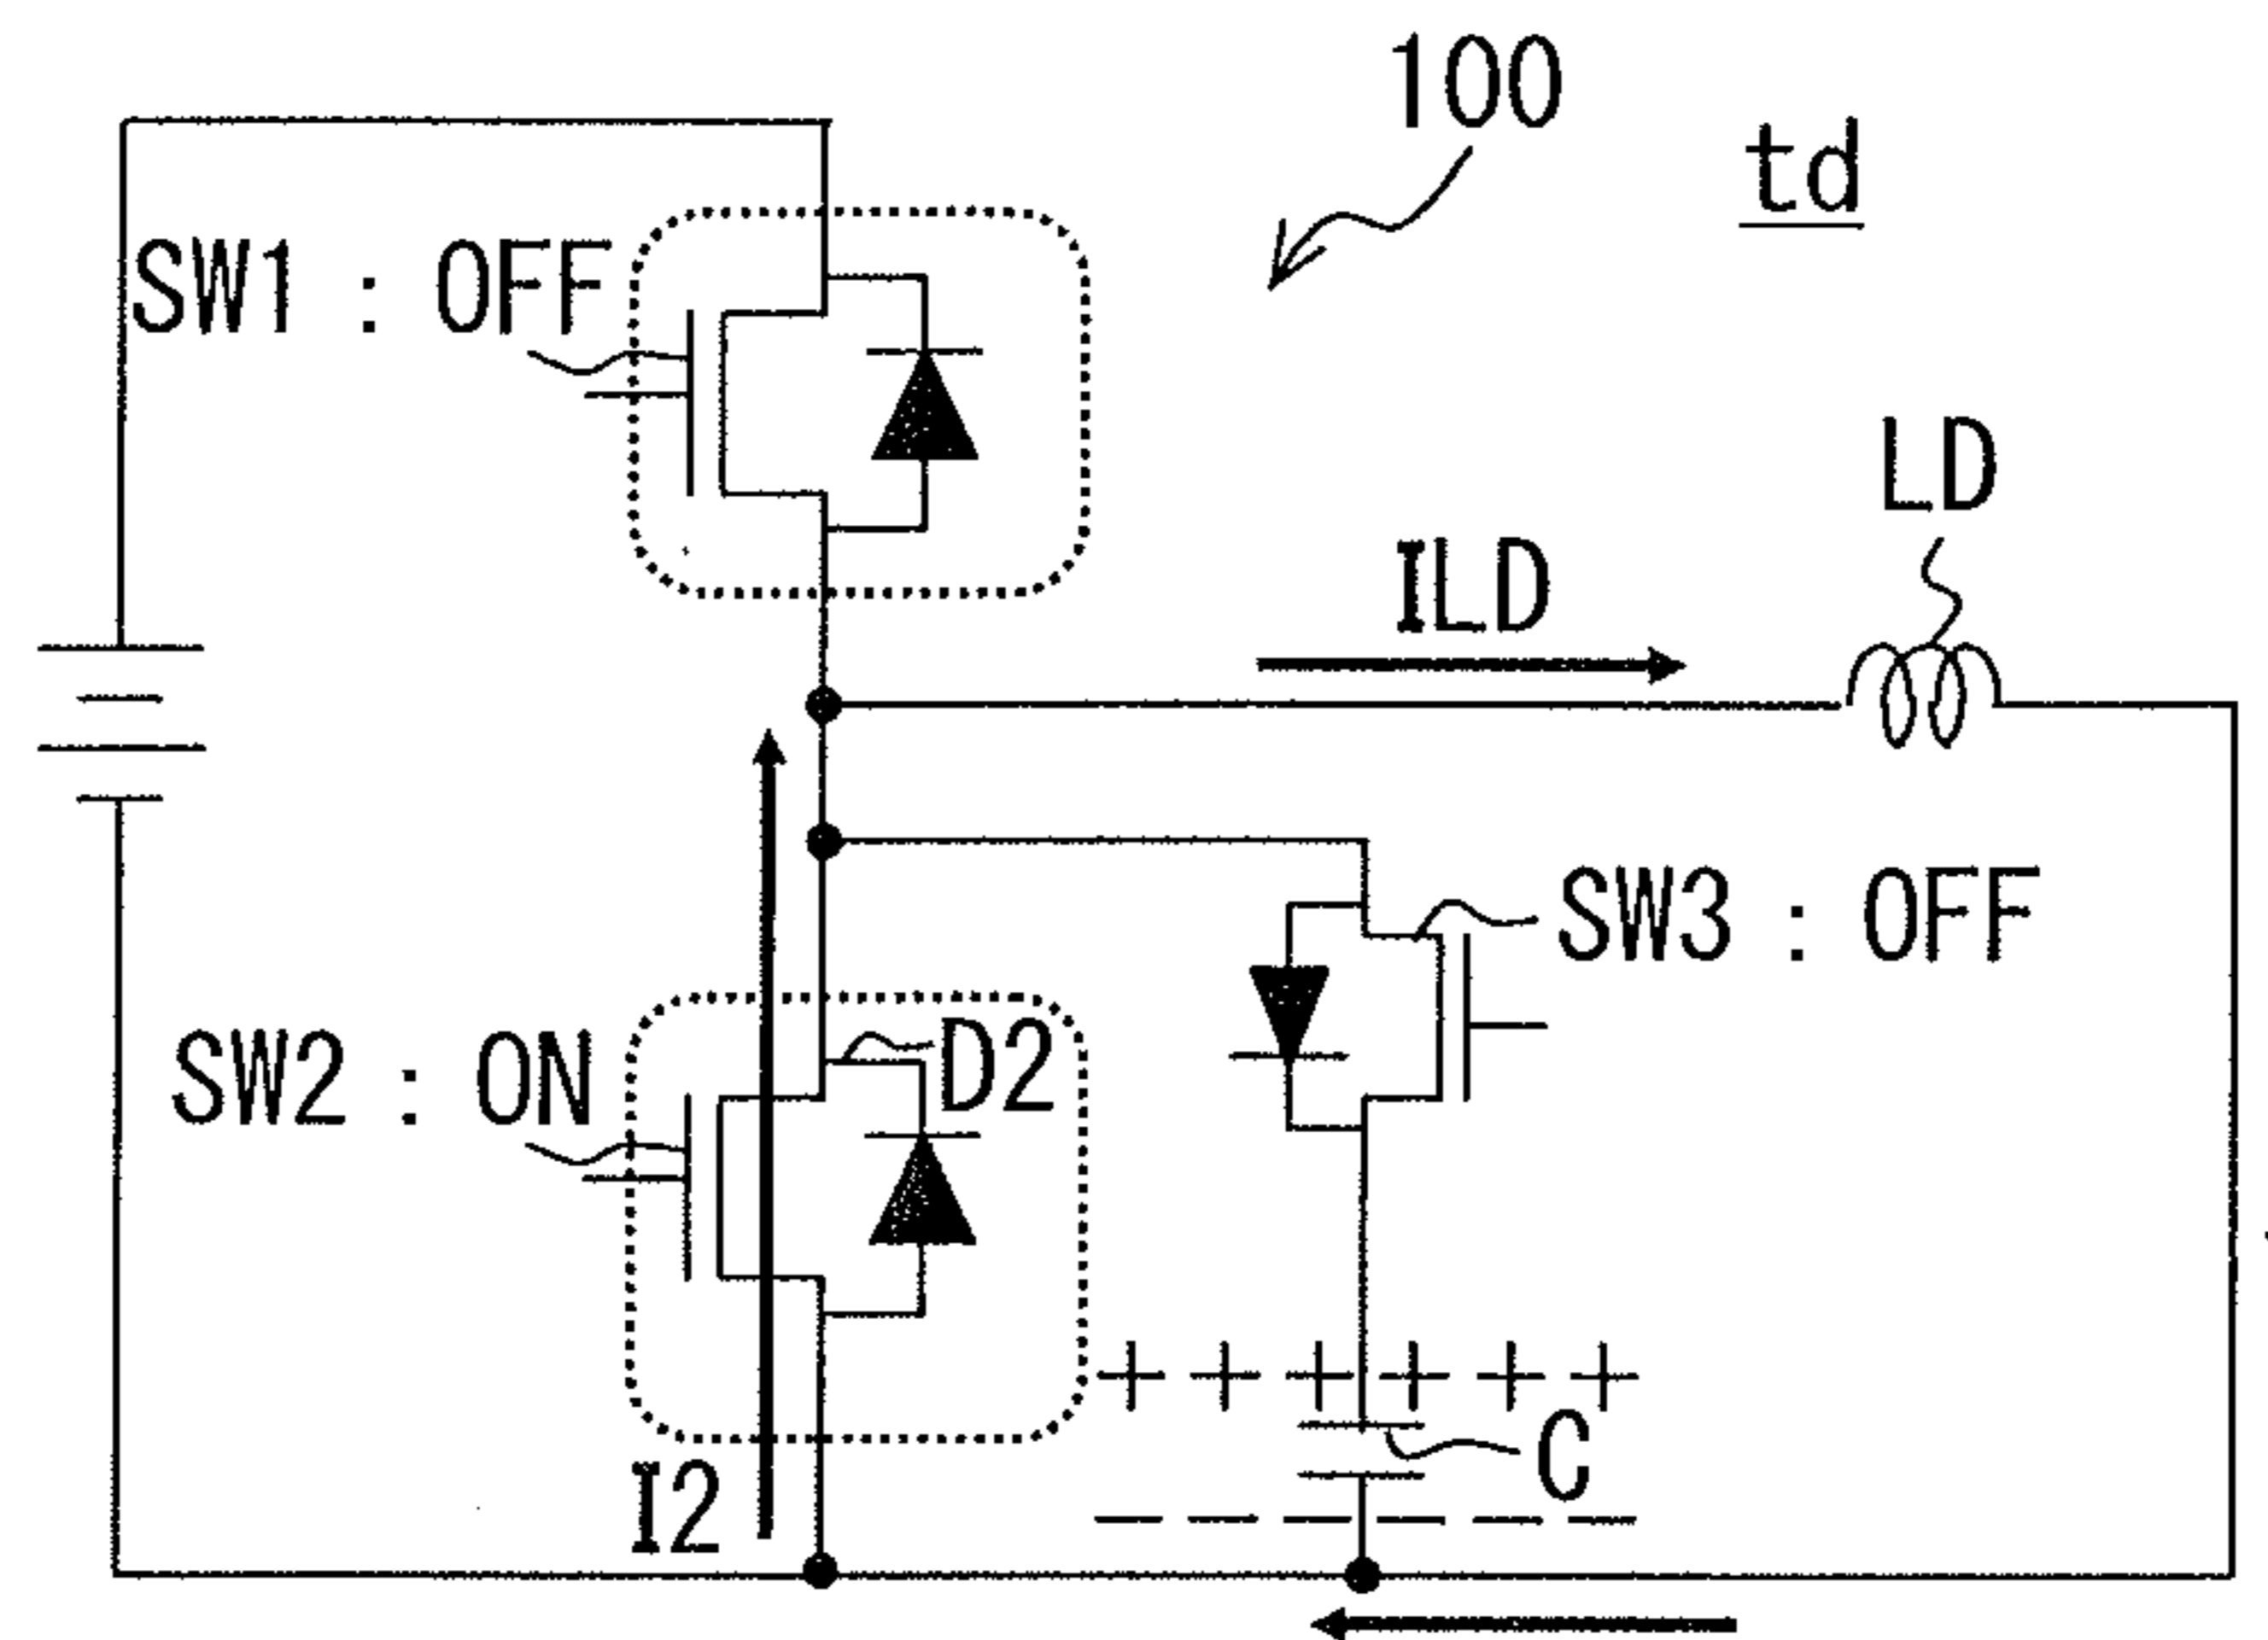 100
td
SW1 : OFF
LD
ILD
SW3 : OFF
SW2 : ON
D2
+ + + + + +
C
I2
− − − − − −